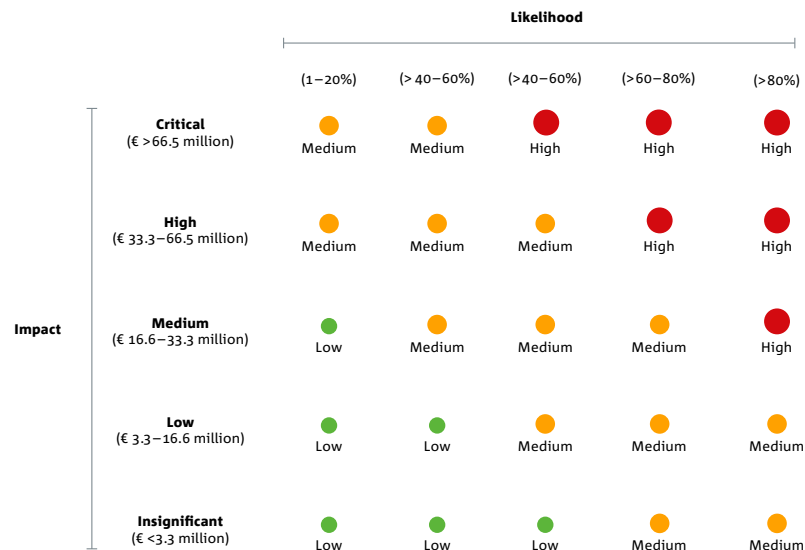 Likelihood
(1–20%) (>40–60%) (>40–60%) (>60–80%) (>80%)
Critical
(€ >66.5 million)
Medium Medium High High High
High
(€ 33.3–66.5 million)
Medium Medium Medium High High
Impact
Medium
(€ 16.6–33.3 million)
Low Medium Medium Medium High
Low
(€ 3.3–16.6 million)
Low Low Medium Medium Medium
Insignificant
(€ <3.3 million)
Low Low Low Medium Medium